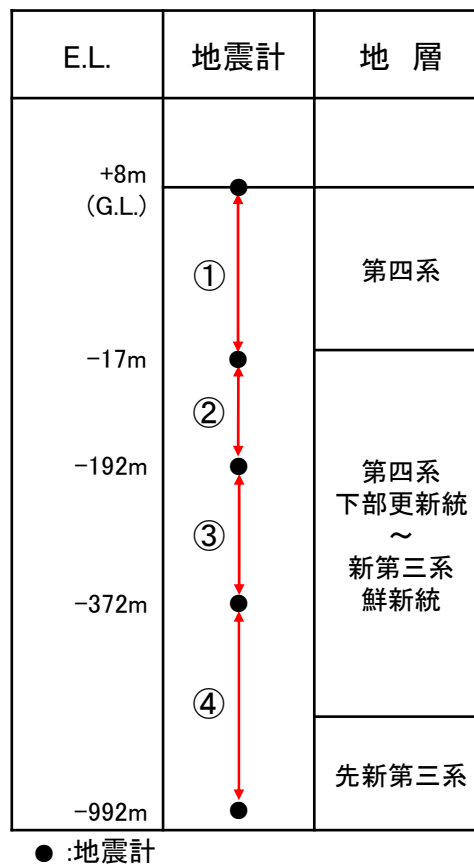 E.L.
地震計
地 層
+8m
(G.L.)
①
第四系
−17m
②
−192m
第四系
下部更新統
～
新第三系
鮮新統
③
−372m
④
先新第三系
−992m
● :地震計